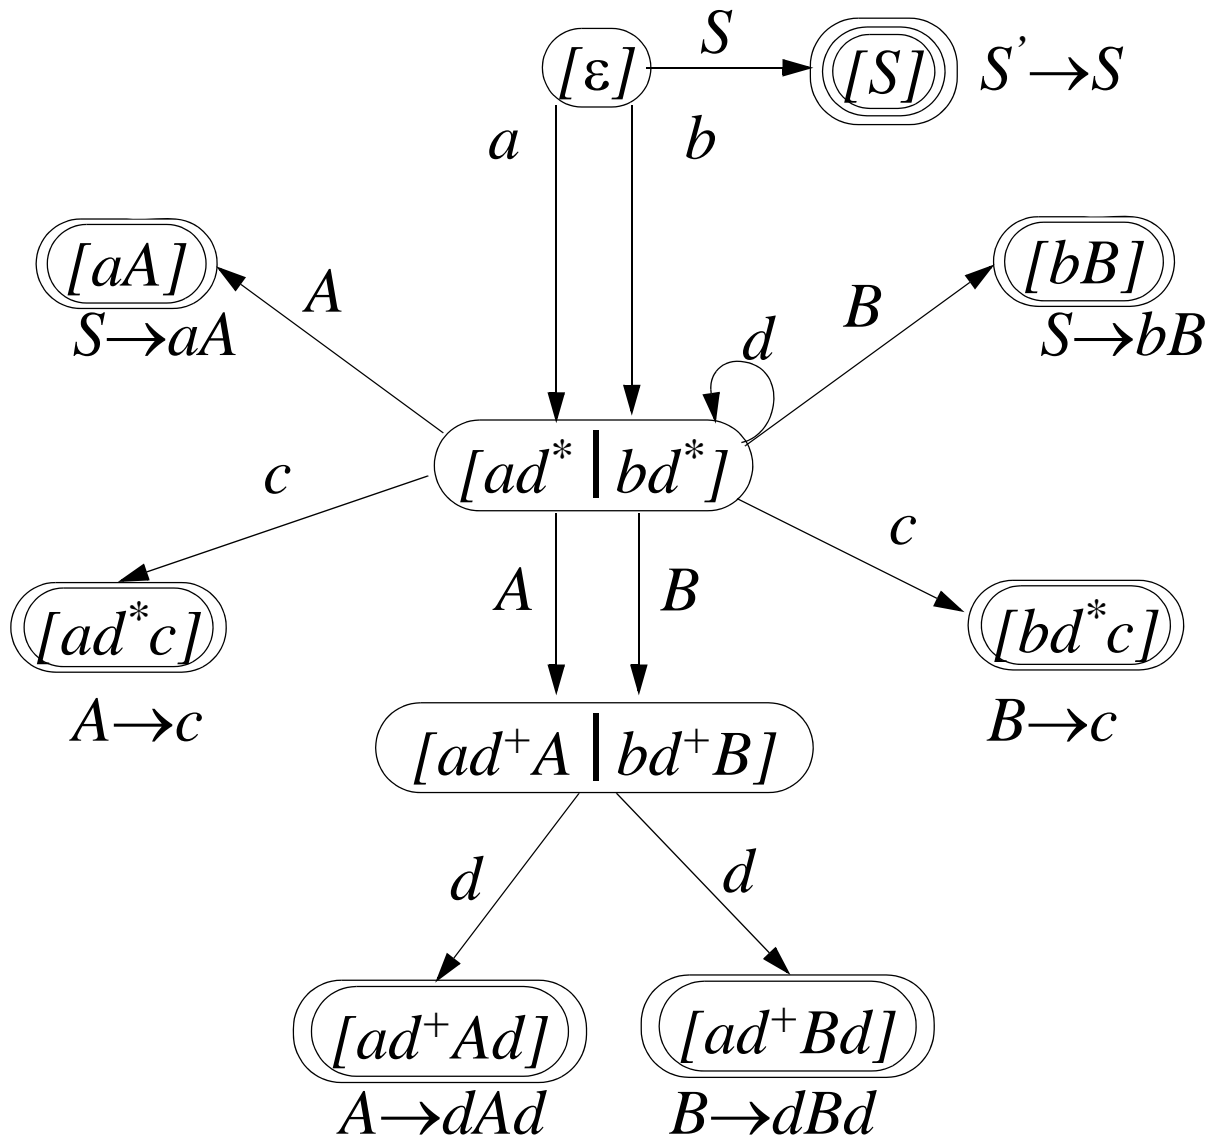 [ε] S [S] S’→S
a b
[aA] A B [bB]
S→aA S→bB
d
[ad* | bd*]
c c
[ad*c] A B [bd*c]
A→c B→c
[ad+A | bd+B]
d d
[ad+Ad] [ad+Bd]
A→dAd B→dBd